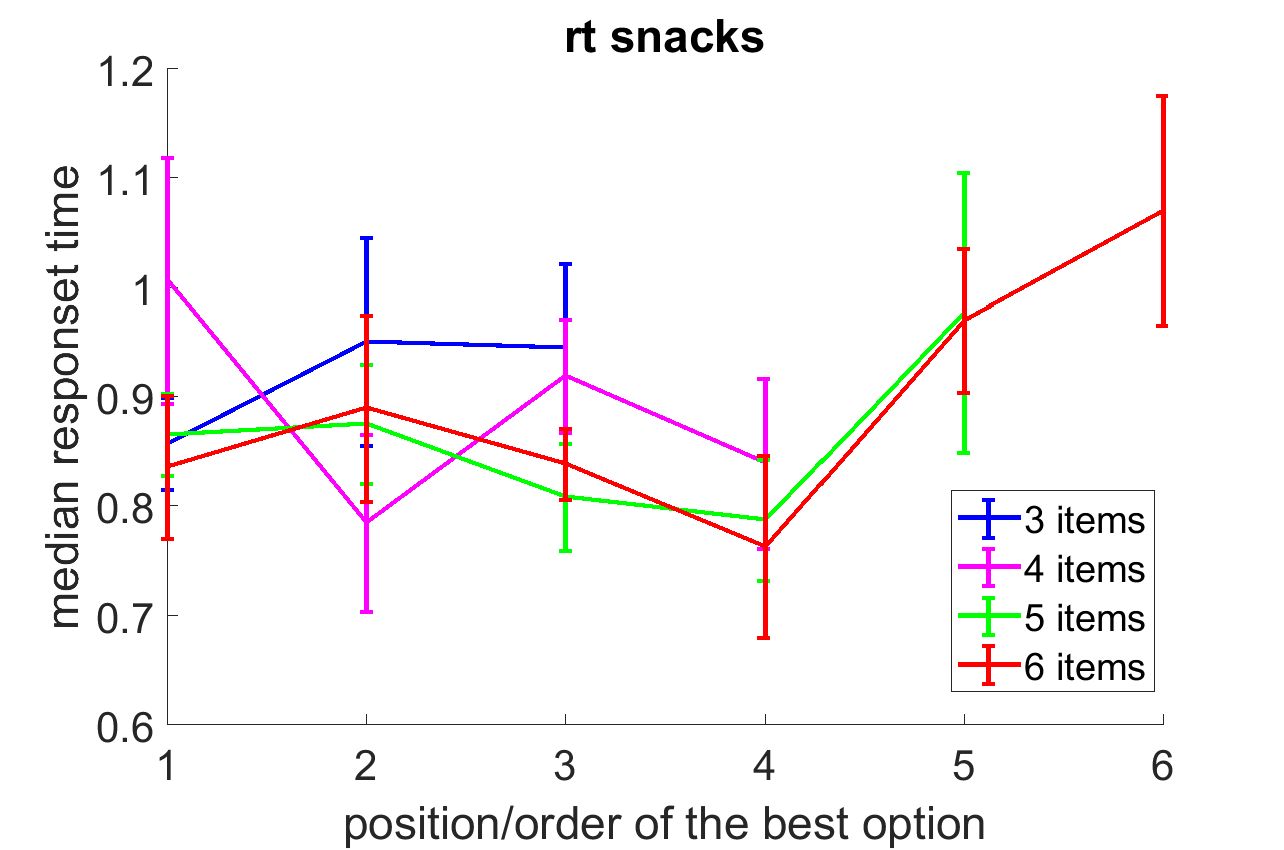 rt snacks
1.2
1.1
1
0.9
0.8
0.7
0.6
median responset time
1 2 3 4 5 6
position/order of the best option
3 items
4 items
5 items
6 items